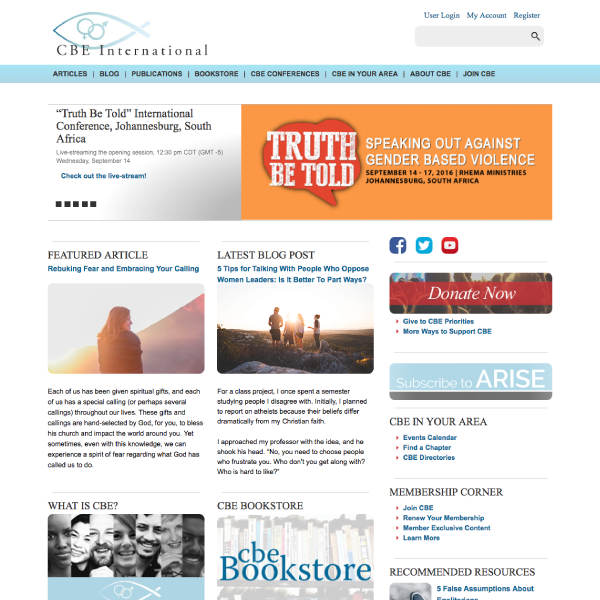 User Login My Account Register
CBE International
ARTICLES | BLOG | PUBLICATIONS | BOOKSTORE | CBE CONFERENCES | CBE IN YOUR AREA | ABOUT CBE | JOIN CBE
“Truth Be Told” International
Conference, Johannesburg, South
Africa
Live-streaming the opening session, 12:30 pm CDT (GMT -5)
Wednesday, September 14
Check out the live-stream!
TRUTH
BE TOLD
SPEAKING OUT AGAINST
GENDER BASED VIOLENCE
SEPTEMBER 14 - 17, 2016 | RHEMA MINISTRIES
JOHANNESBURG, SOUTH AFRICA
FEATURED ARTICLE
Rebuking Fear and Embracing Your Calling
Each of us has been given spiritual gifts, and each
of us has a special calling (or perhaps several
callings) throughout our lives. These gifts and
callings are hand-selected by God, for you, to bless
his church and impact the world around you. Yet
sometimes, even with this knowledge, we can
experience a spirit of fear regarding what God has
called us to do.
LATEST BLOG POST
5 Tips for Talking With People Who Oppose
Women Leaders: Is It Better To Part Ways?
For a class project, I once spent a semester
studying people I disagree with. Initially, I planned
to report on atheists because their beliefs differ
dramatically from my Christian faith.
I approached my professor with the idea, and he
shook his head. “No, you need to choose people
who frustrate you. Who don't you get along with?
Who is hard to like?”
Donate Now
Give to CBE Priorities
More Ways to Support CBE
Subscribe to ARISE
CBE IN YOUR AREA
Events Calendar
Find a Chapter
CBE Directories
MEMBERSHIP CORNER
Join CBE
Renew Your Membership
Member Exclusive Content
Learn More
WHAT IS CBE?
CBE BOOKSTORE
cbe
Bookstore
RECOMMENDED RESOURCES
5 False Assumptions About